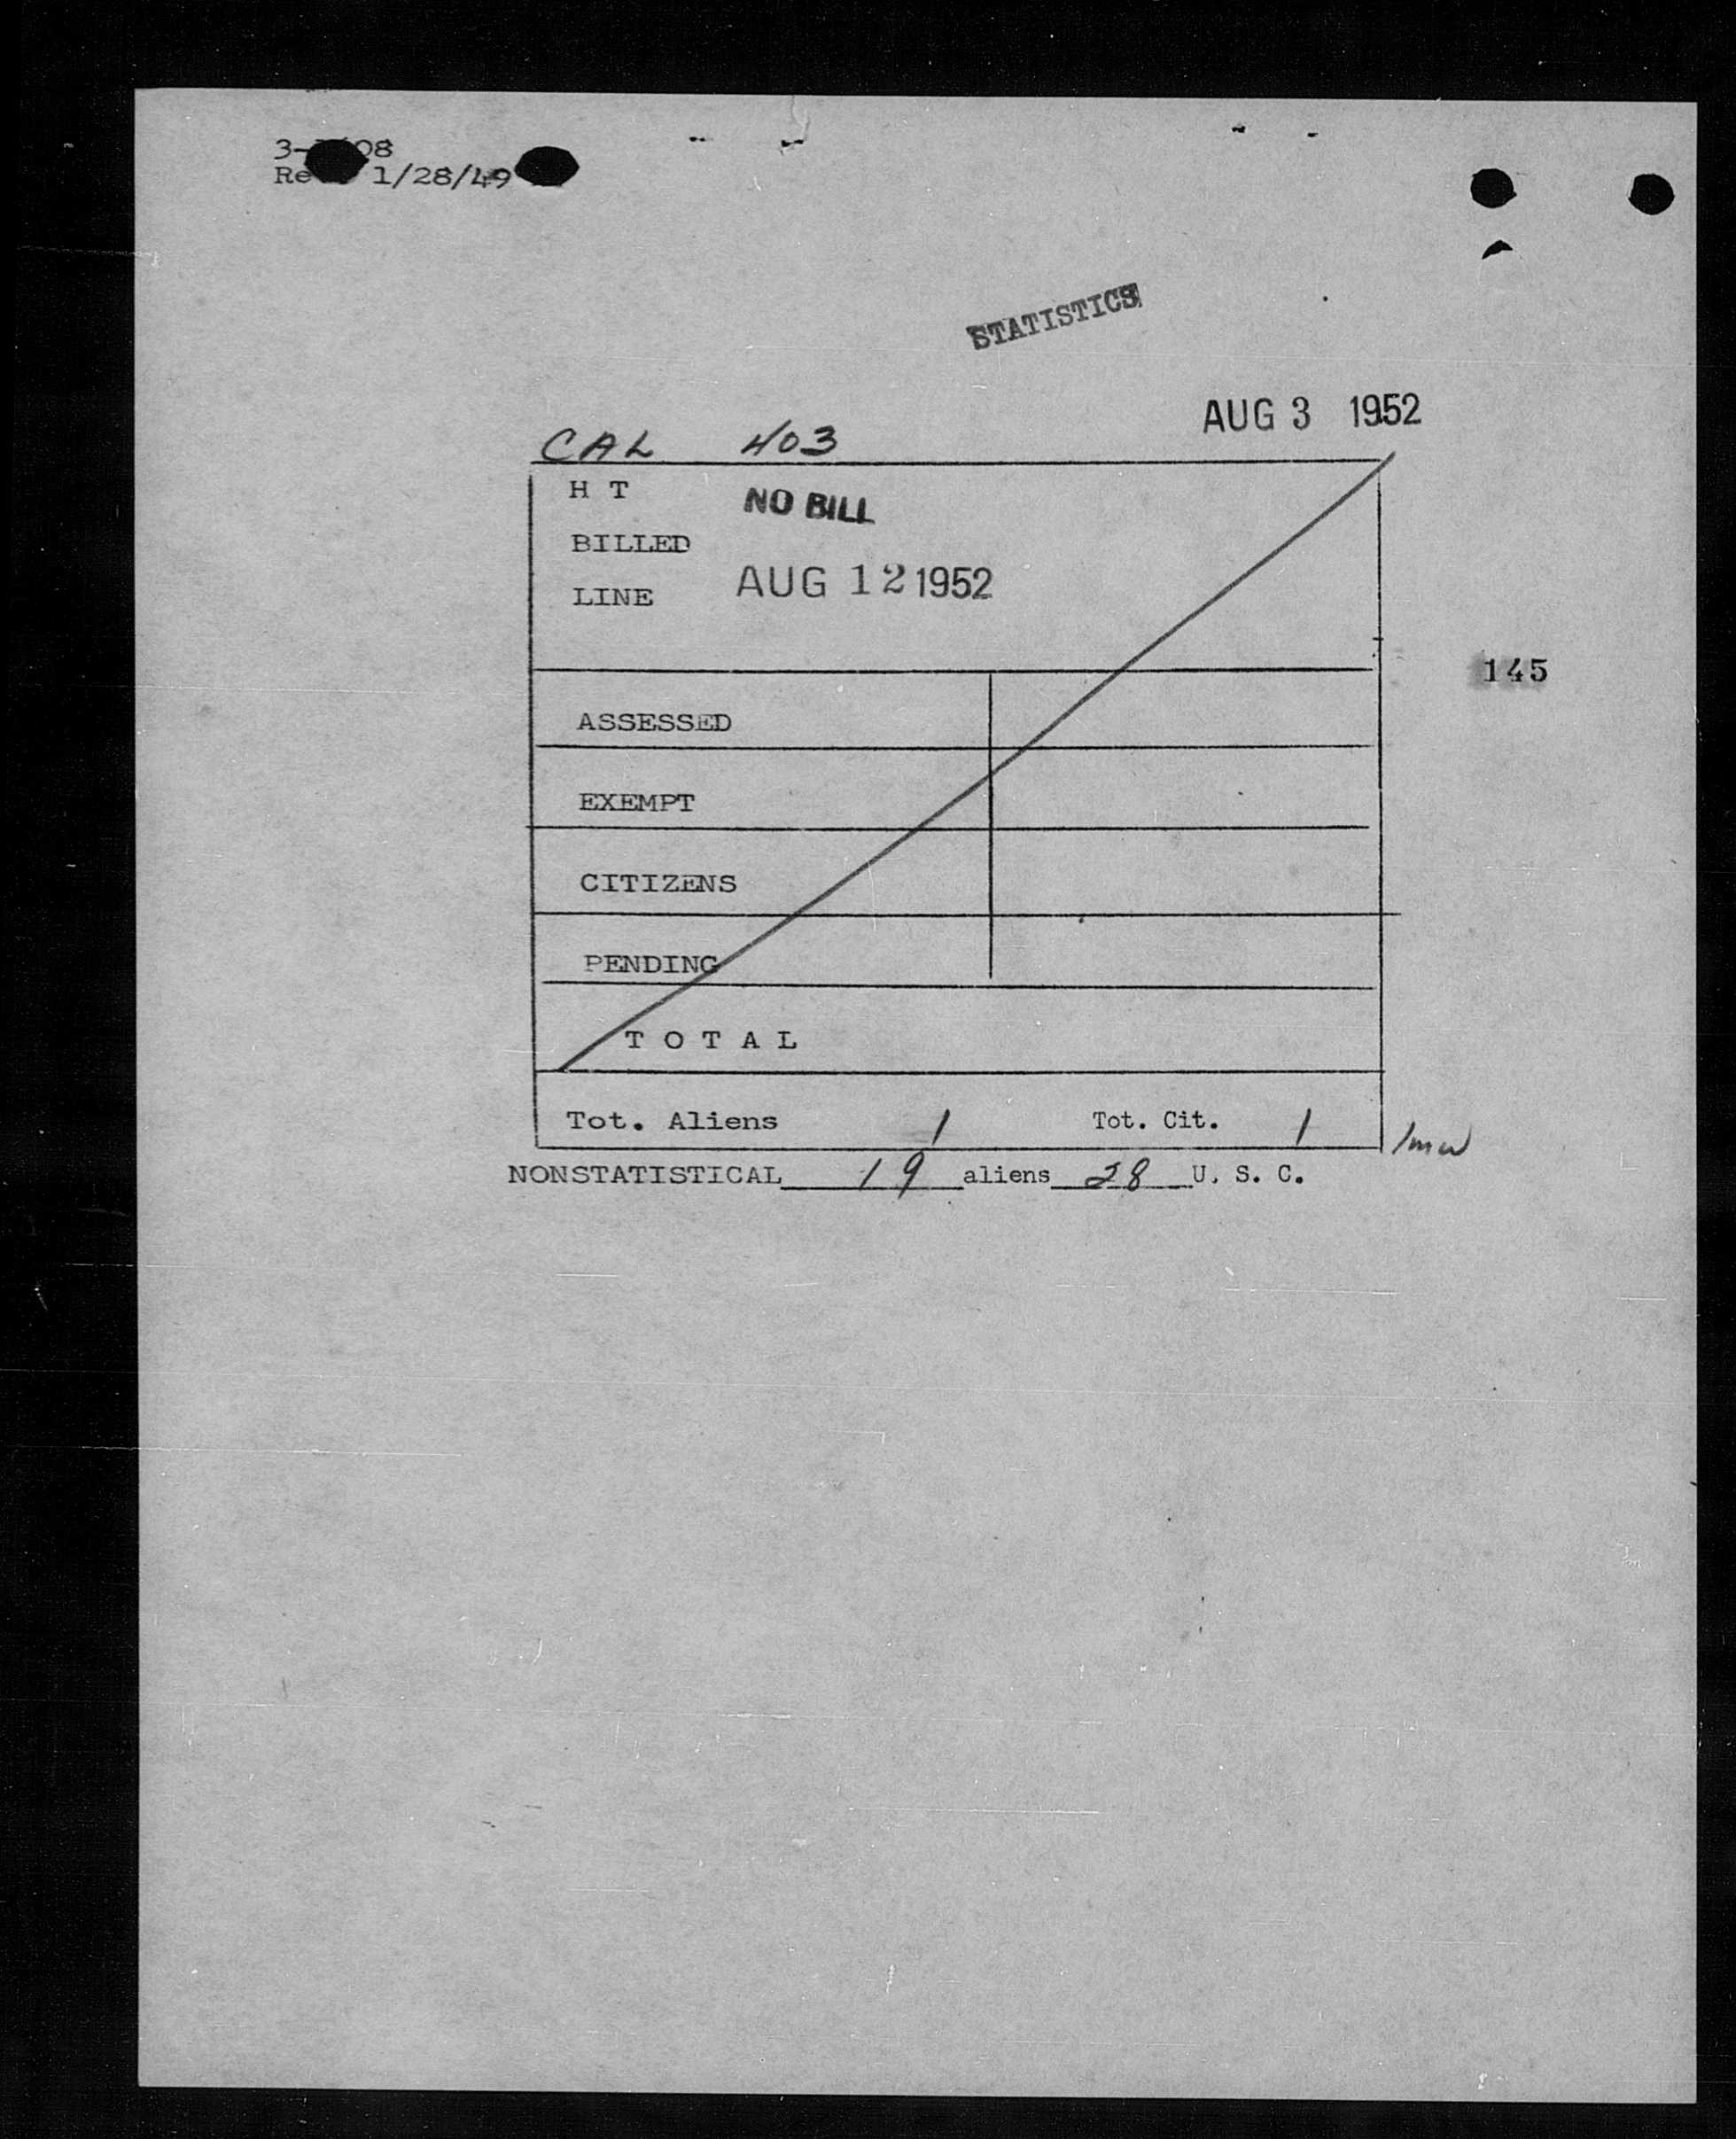 3- 08
Re 1/28/49
STATISTICS
AUG 3 1952
CAL 403
H T
NO BILL
BILLED
LINE
AUG 12 1952
145
ASSESSED
EXEMPT
CITIZENS
PENDING
T O T A L
Tot. Aliens 1 Tot. Cit. 1
NONSTATISTICAL 19 aliens 28 U. S. C.